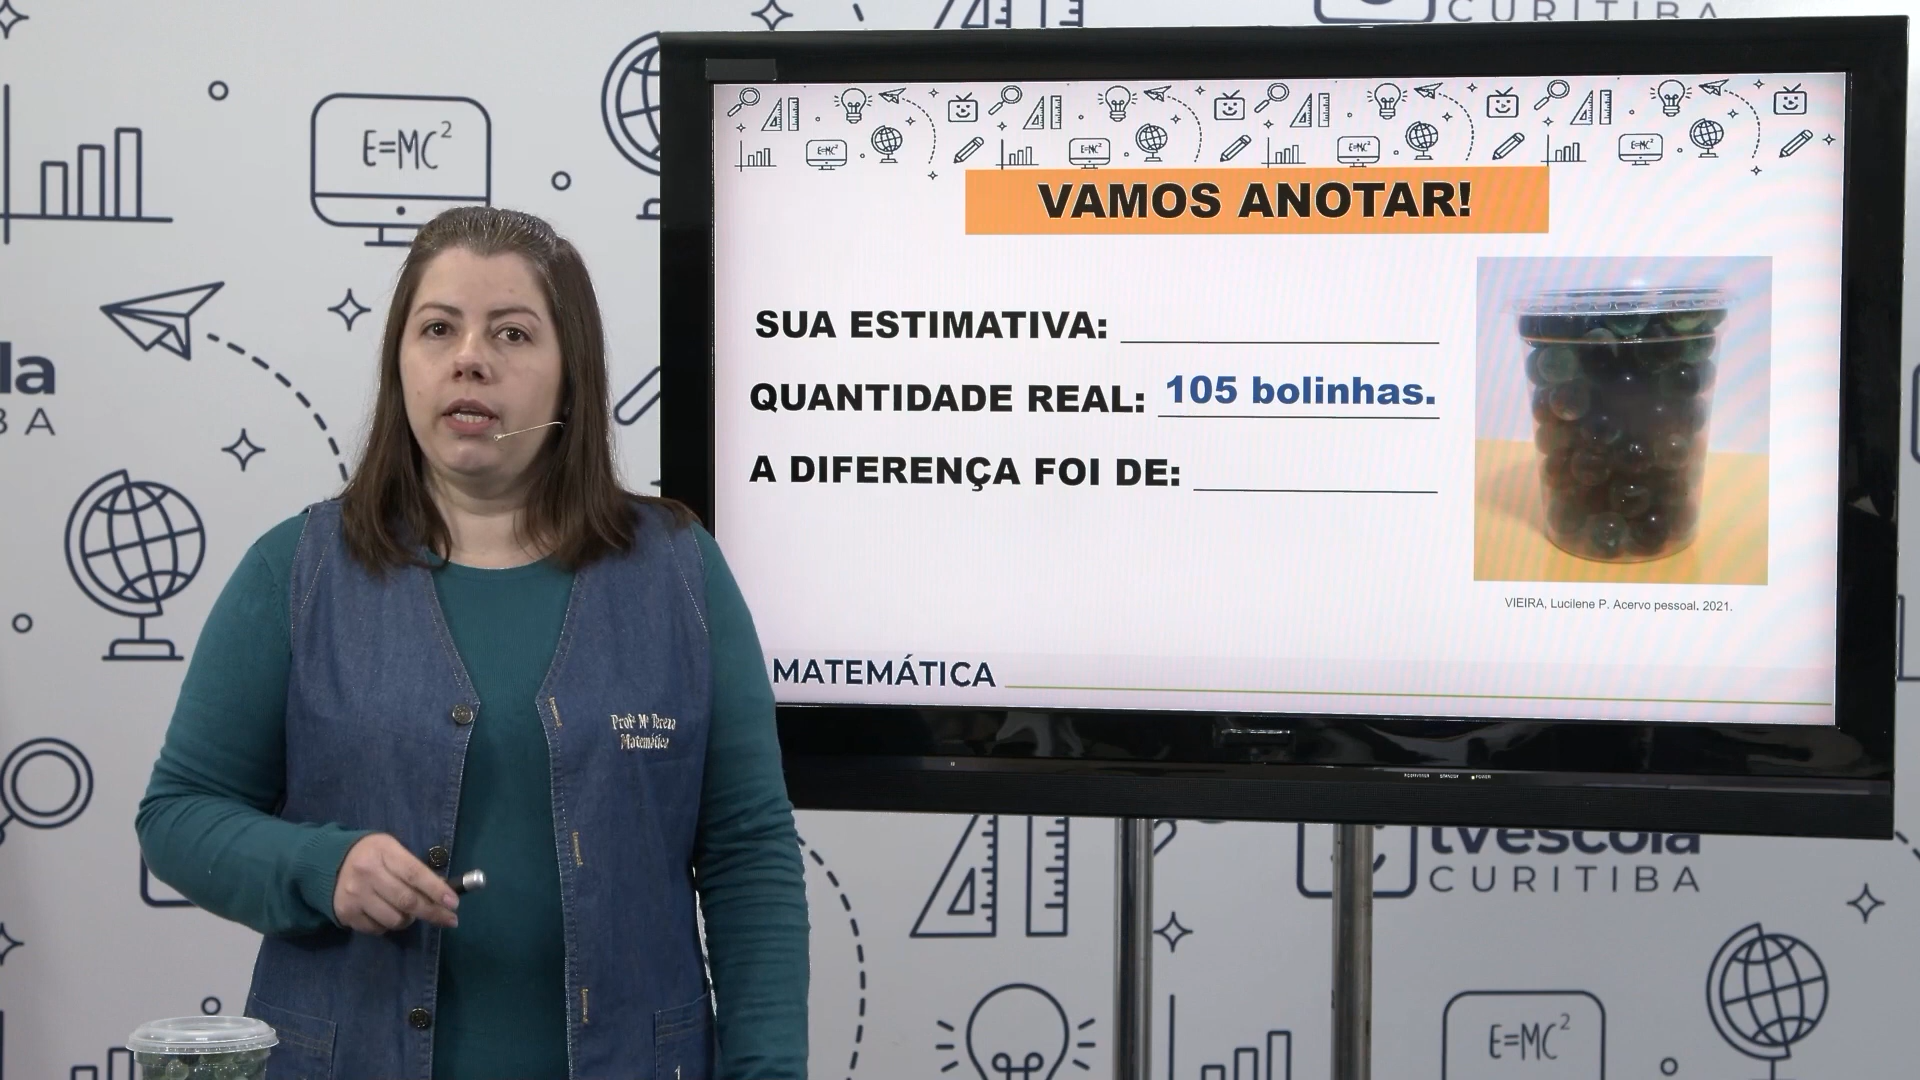 CURITIBA
E=MC²
la
BA
VAMOS ANOTAR!
SUA ESTIMATIVA:
QUANTIDADE REAL: 105 bolinhas.
A DIFERENÇA FOI DE:
VIEIRA, Lucilene P. Acervo pessoal. 2021.
MATEMÁTICA
Profª Mª Tereza
Matemática
tvescola
CURITIBA
E=MC²